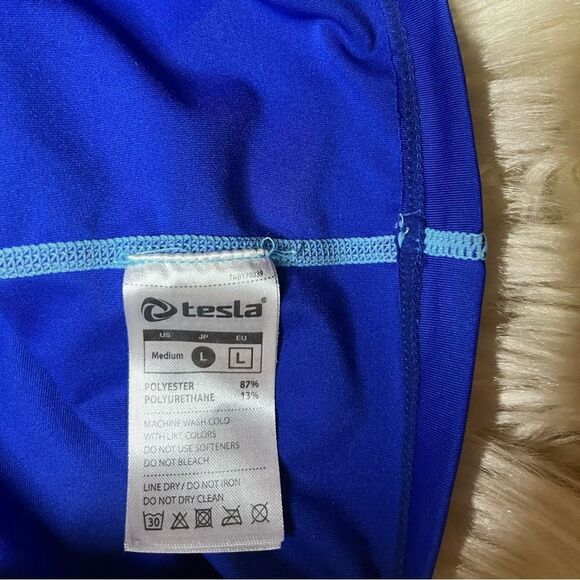 tesla®
US JP EU
Medium L L
POLYESTER 87%
POLYURETHANE 13%
MACHINE WASH COLD
WITH LIKE COLORS
DO NOT USE SOFTENERS
DO NOT BLEACH
LINE DRY / DO NOT IRON
DO NOT DRY CLEAN
30